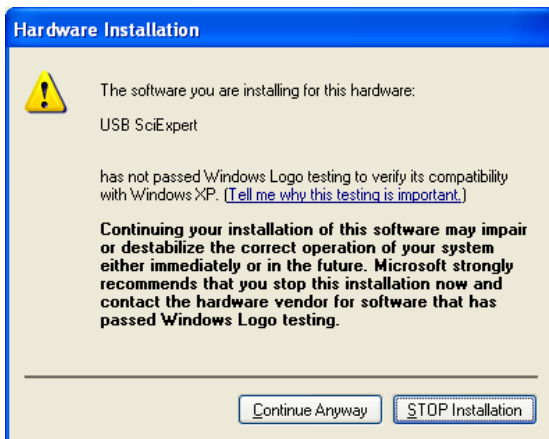 Hardware Installation
The software you are installing for this hardware:
USB SciExpert
has not passed Windows Logo testing to verify its compatibility
with Windows XP. (Tell me why this testing is important.)
Continuing your installation of this software may impair
or destabilize the correct operation of your system
either immediately or in the future. Microsoft strongly
recommends that you stop this installation now and
contact the hardware vendor for software that has
passed Windows Logo testing.
Continue Anyway STOP Installation